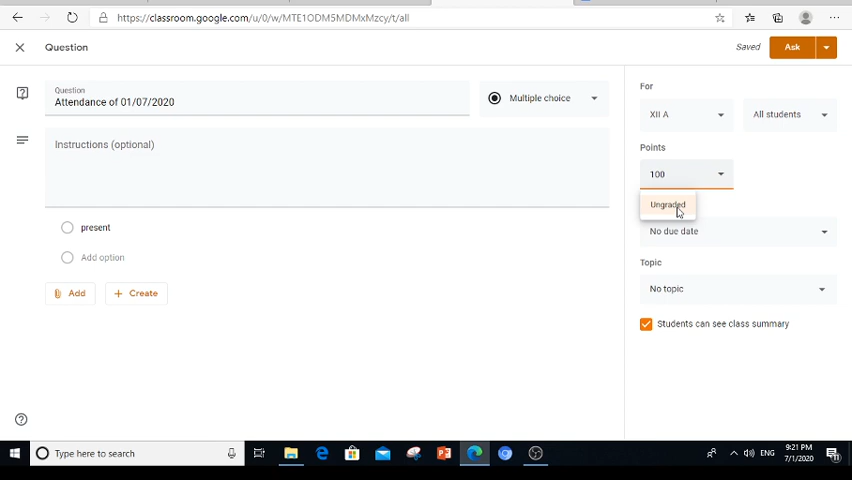 https://classroom.google.com/u/0/w/MTE1ODM5MDMxMzcy/t/all
Question
Saved
Ask
Question
Attendance of 01/07/2020
Multiple choice
Instructions (optional)
present
Add option
Add
Create
For
XII A
All students
Points
100
Ungraded
No due date
Topic
No topic
Students can see class summary
Type here to search
ENG
9:21 PM
7/1/2020